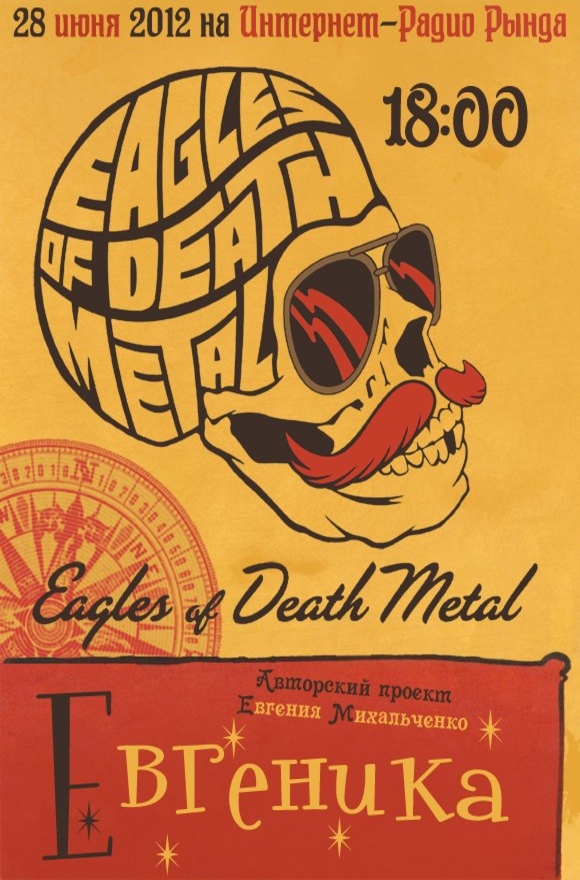 28 июня 2012 на Интернет-Радио Рында
18:00
EAGLES
OF DEATH
METAL
N
Eagles of Death Metal
Авторский проект
Евгения Михальченко
Евгеника